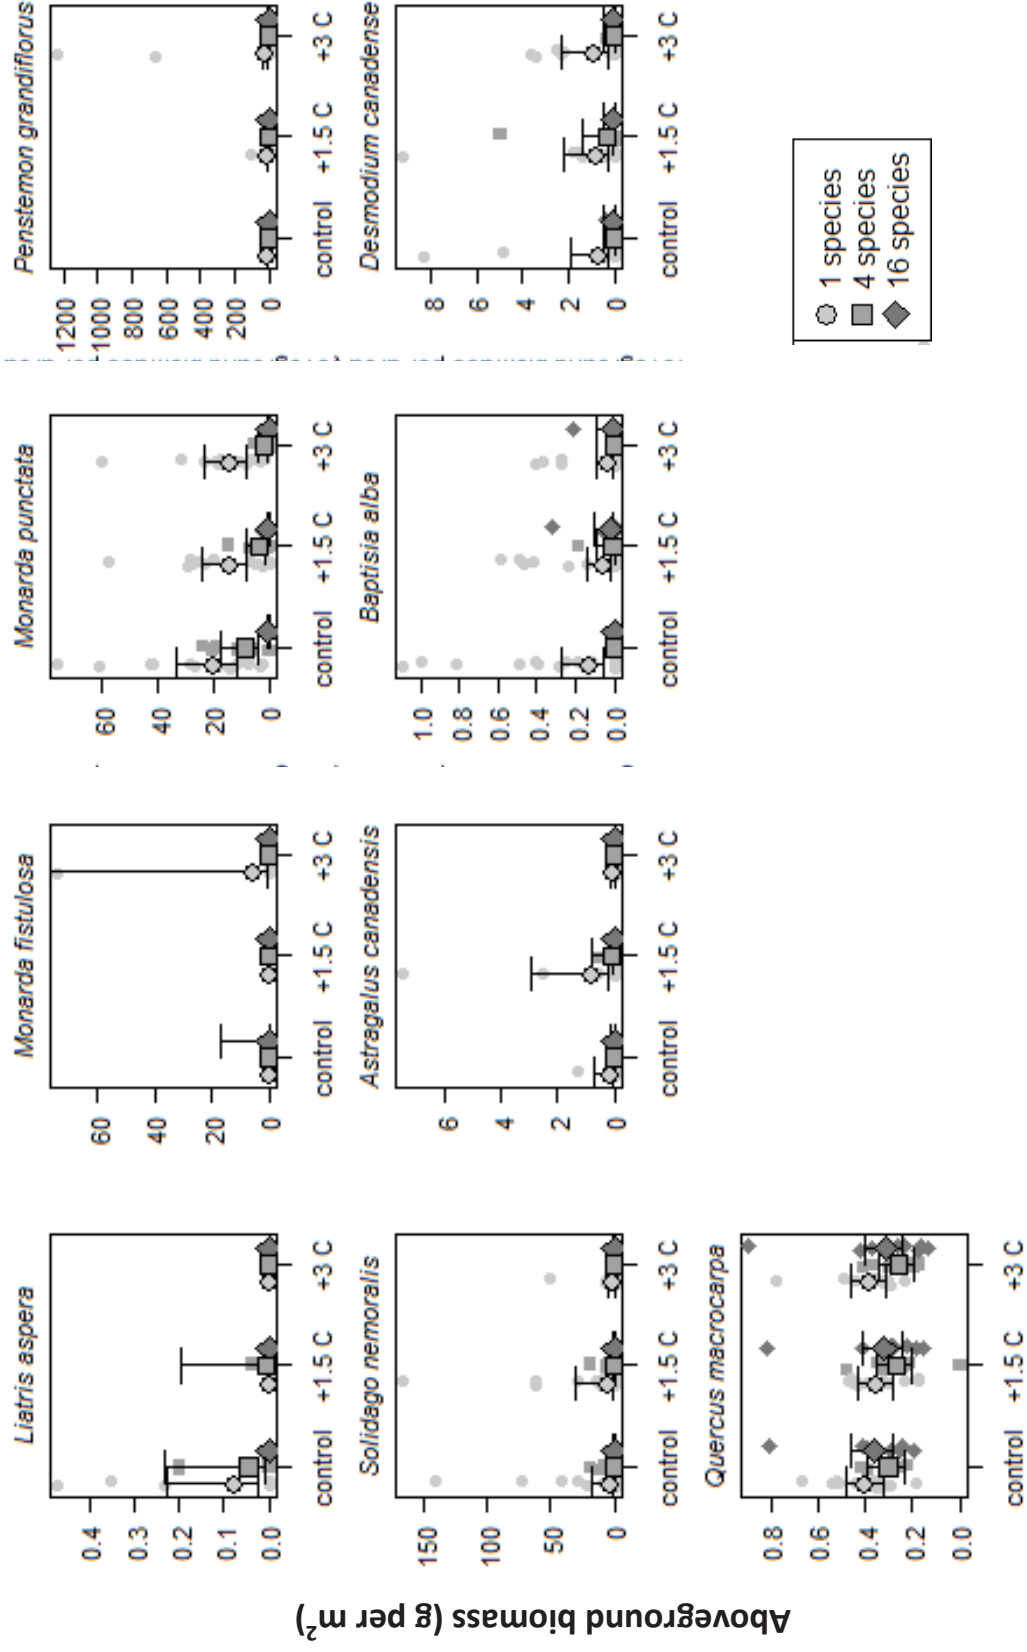 Liatris aspera
0.4
0.2
0.1
0.0
control +1.5 C +3 C
Monarda fistulosa
60
40
20
0
control +1.5 C +3 C
Monarda punctata
60
40
20
0
control +1.5 C +3 C
Penstemon grandiflorus
1200
1000
800
600
400
200
0
control +1.5 C +3 C
Solidago nemoralis
150
100
50
0
control +1.5 C +3 C
Astragalus canadensis
6
4
2
0
control +1.5 C +3 C
Baptisia alba
1.0
0.8
0.6
0.4
0.2
0.0
control +1.5 C +3 C
Desmodium canadense
8
6
4
2
0
control +1.5 C +3 C
Quercus macrocarpa
0.8
0.6
0.4
0.2
0.0
control +1.5 C +3 C
1 species
4 species
16 species
Aboveground biomass (g per m²)